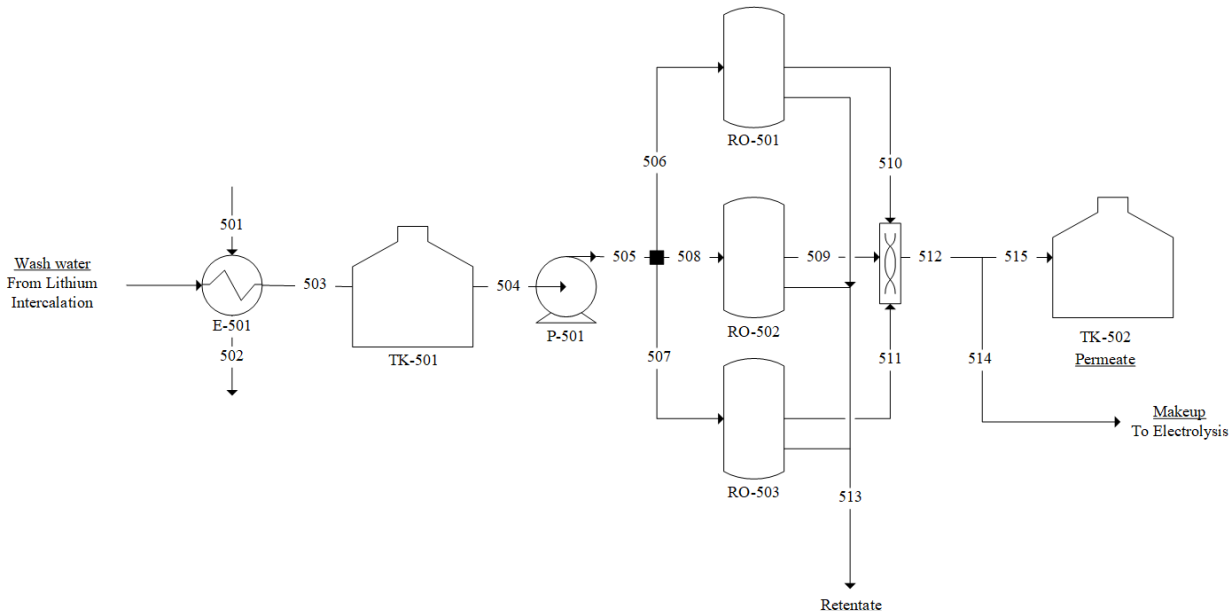 RO-501
506
510
501
Wash water
From Lithium
Intercalation
E-501
502
503
TK-501
504
P-501
505
508
RO-502
509
512
515
TK-502
Permeate
507
511
514
RO-503
Makeup
To Electrolysis
513
Retentate